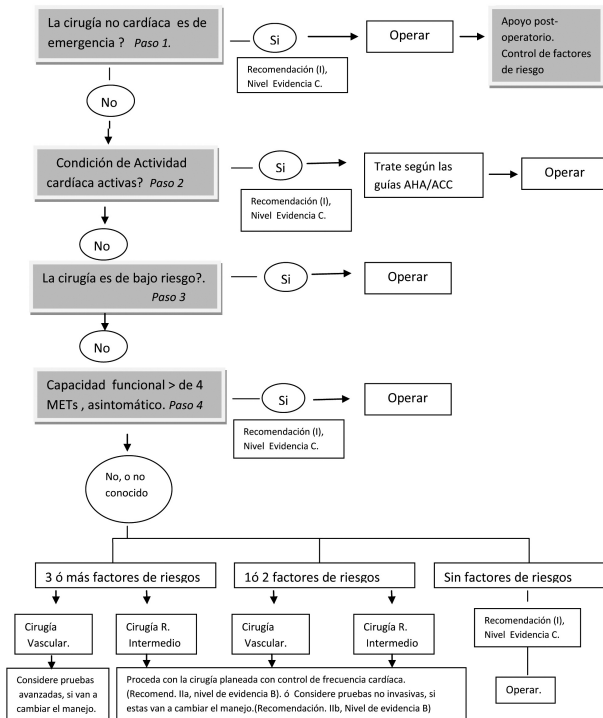 La cirugía no cardíaca es de
emergencia ? Paso 1.
Si
Operar
Apoyo post-
operatorio.
Control de factores
de riesgo
Recomendación (I),
Nivel Evidencia C.
No
Condición de Actividad
cardíaca activas? Paso 2
Si
Trate según las
guías AHA/ACC
Operar
Recomendación (I),
Nivel Evidencia C.
No
La cirugía es de bajo riesgo?.
Paso 3
Si
Operar
No
Capacidad funcional > de 4
METs , asintomático. Paso 4
Si
Operar
Recomendación (I),
Nivel Evidencia C.
No, o no
conocido
3 ó más factores de riesgos
1ó 2 factores de riesgos
Sin factores de riesgos
Cirugía
Vascular.
Cirugía R.
Intermedio
Cirugía
Vascular.
Cirugía R.
Intermedio
Recomendación (I),
Nivel Evidencia C.
Considere pruebas
avanzadas, si van a
cambiar el manejo.
Proceda con la cirugía planeada con control de frecuencia cardíaca.
(Recomend. IIa, nivel de evidencia B). ó Considere pruebas no invasivas, si
estas van a cambiar el manejo.(Recomendación. IIb, Nivel de evidencia B)
Operar.